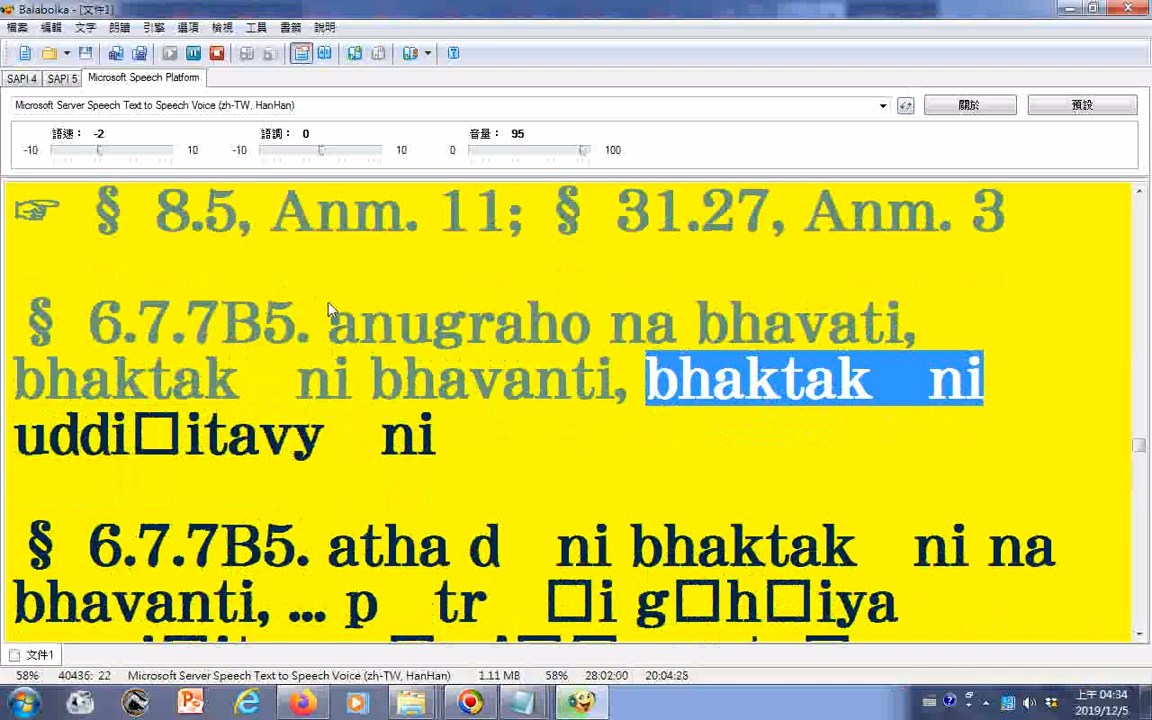 Balabolka - [文件1]
檔案 編輯 文字 朗讀 引擎 選項 檢視 工具 書籤 說明
SAPI 4 SAPI 5 Microsoft Speech Platform
Microsoft Server Speech Text to Speech Voice (zh-TW, HanHan) 關於 預設
語速： -2 語調： 0 音量： 95
-10 10 -10 10 0 100
☞ § 8.5, Anm. 11; § 31.27, Anm. 3
§ 6.7.7B5. anugraho na bhavati,
bhaktak ni bhavanti, bhaktak ni
uddi□itavy ni
§ 6.7.7B5. atha d ni bhaktak ni na
bhavanti, ... p tr □i g□h□iya
文件1
58% 40436: 22 Microsoft Server Speech Text to Speech Voice (zh-TW, HanHan) 1.11 MB 58% 28:02:00 20:04:25
上午 04:34
2019/12/5